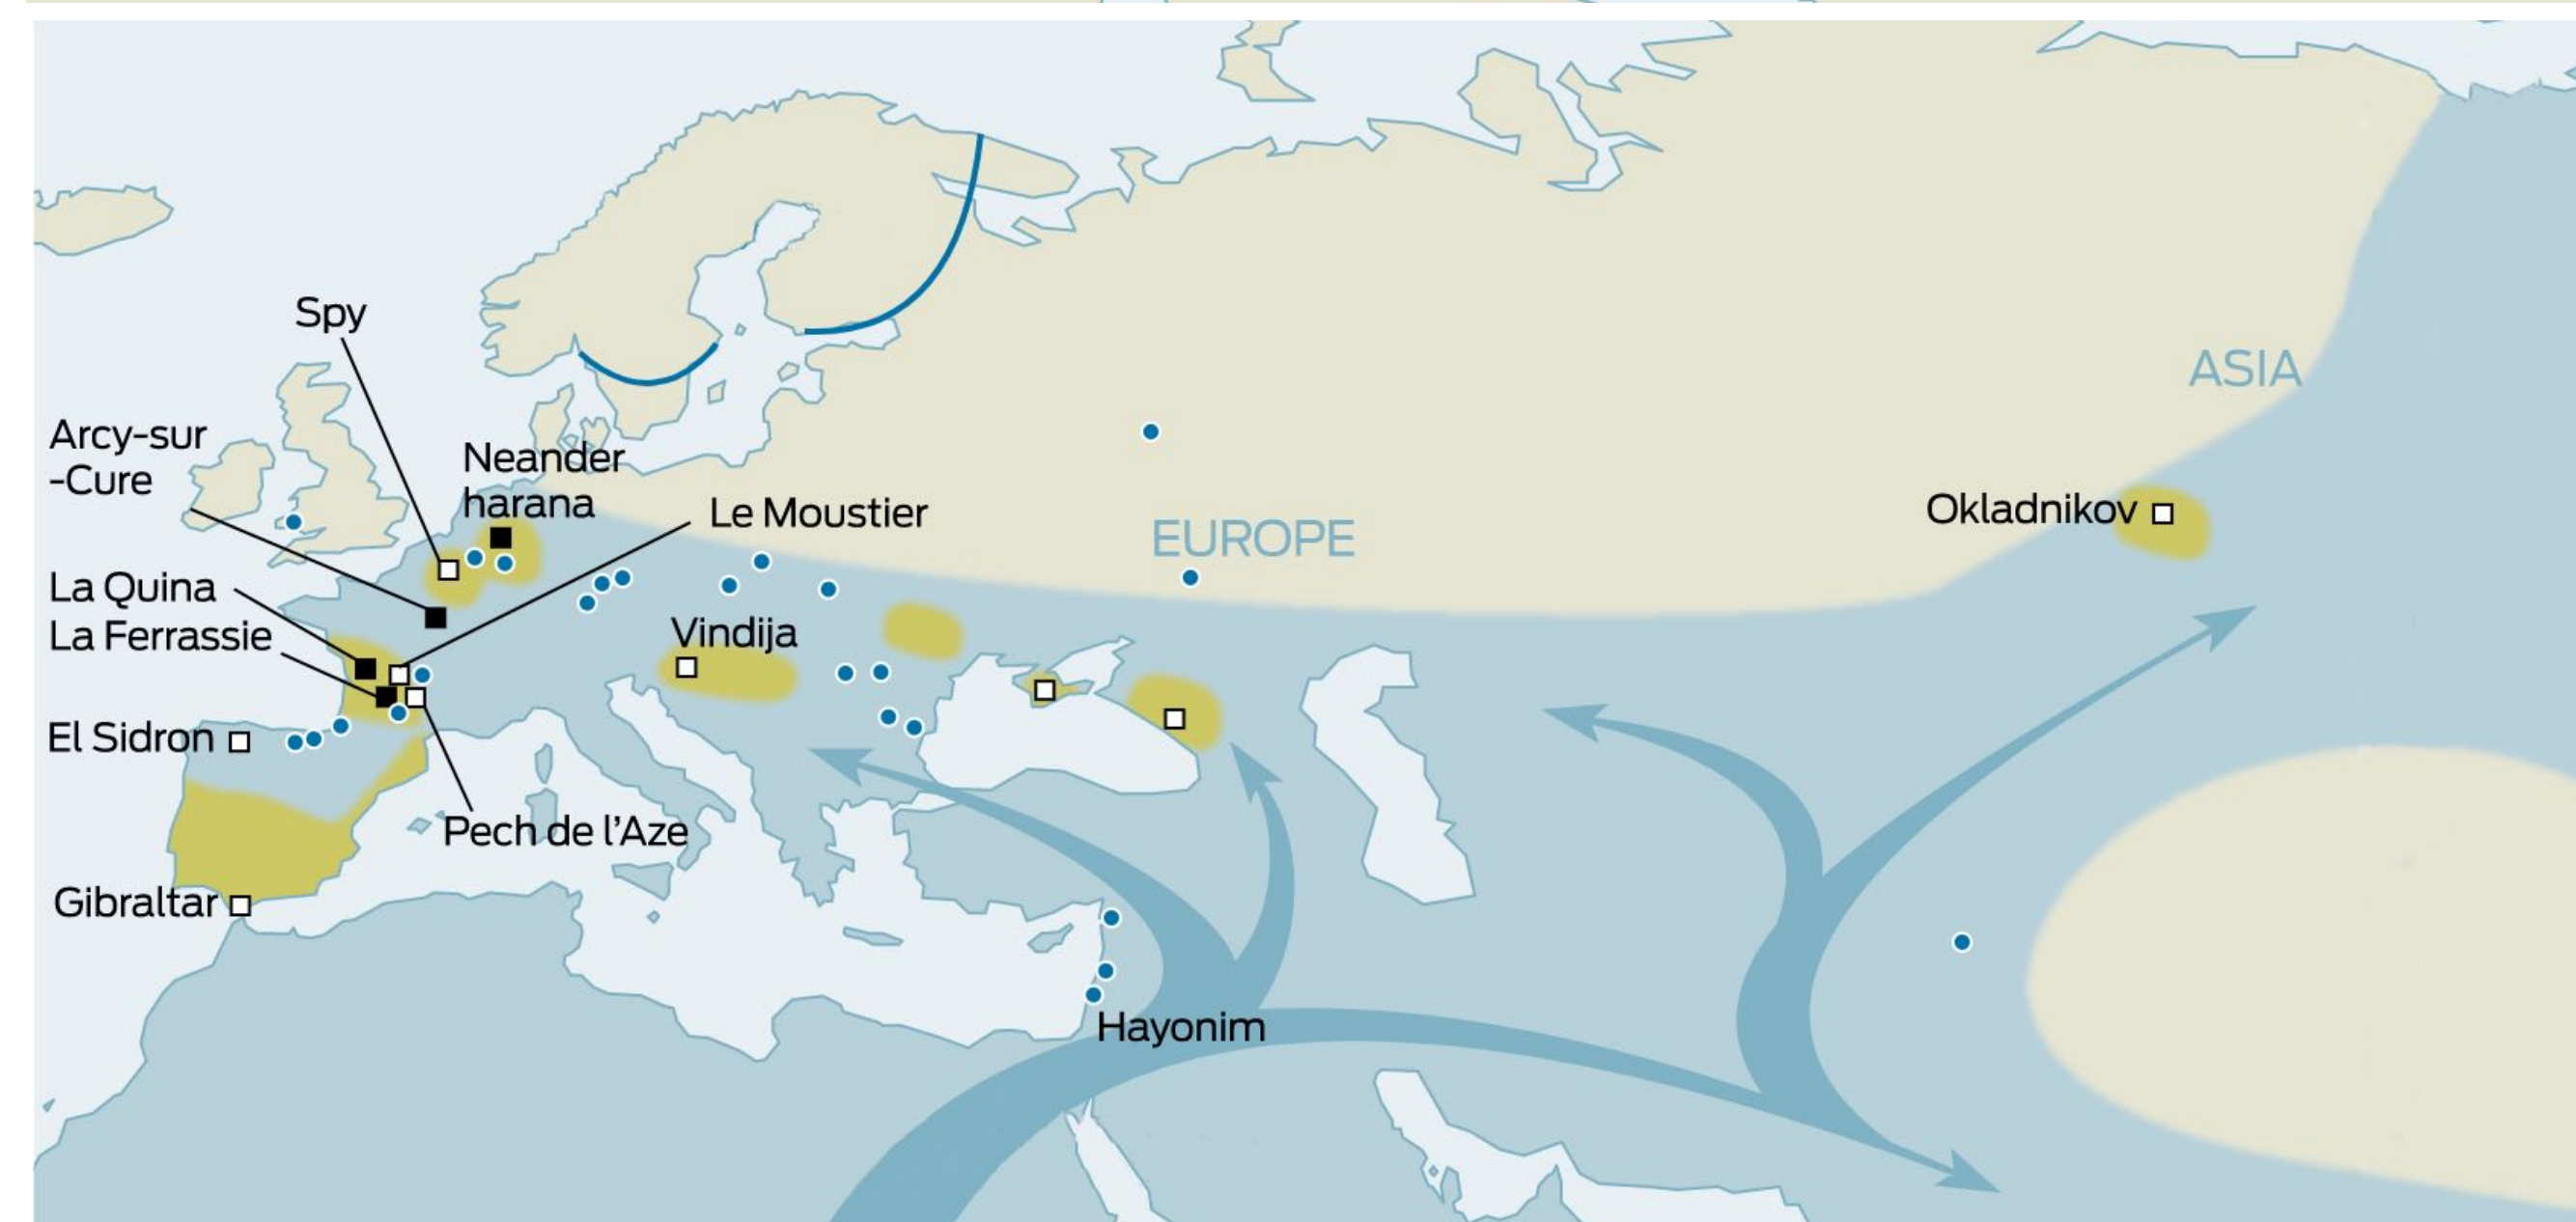 Spy
Arcy-sur
-Cure
Neander
harana
Le Moustier
La Quina
La Ferrassie
Vindija
El Sidron
Pech de l'Aze
Gibraltar
Hayonim
EUROPE
ASIA
Okladnikov